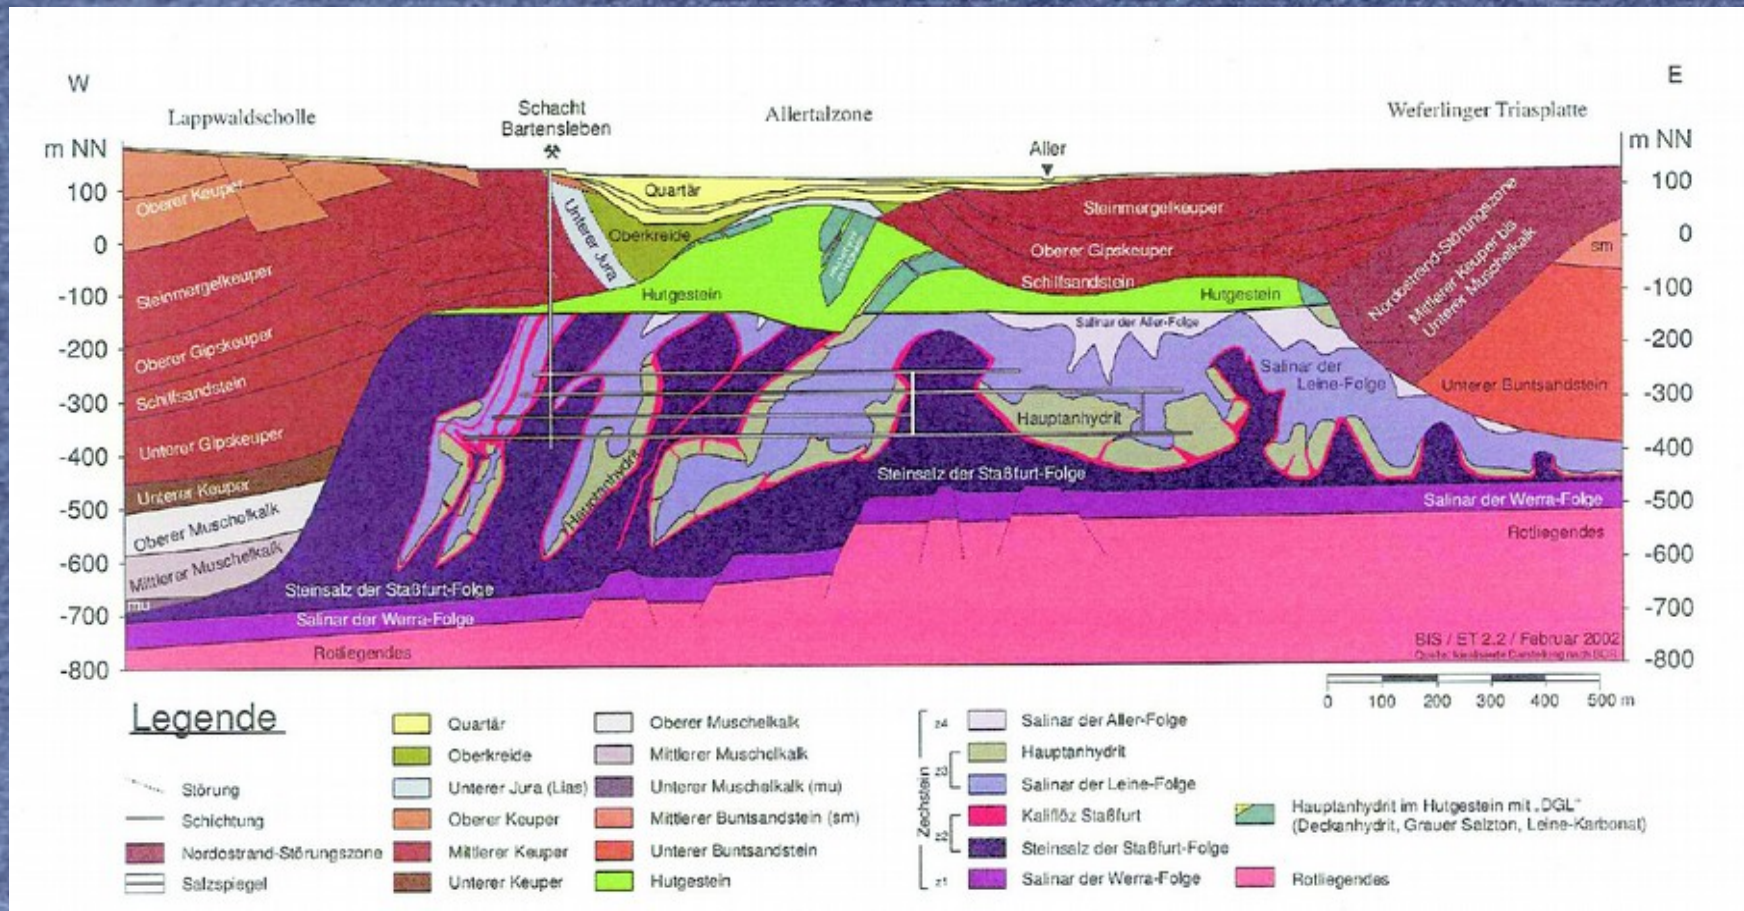 W
E
Lappwaldscholle
Schacht
Bartensleben
Allertalzone
Aller
Weferlinger Triasplatte
m NN
m NN
100
0
-100
-200
-300
-400
-500
-600
-700
-800
100
0
-100
-200
-300
-400
-500
-600
-700
-800
Oberer Keuper
Steinmergelkeuper
Oberer Gipskeuper
Schilfsandstein
Unterer Gipskeuper
Unterer Keuper
Oberer Muschelkalk
Mittlerer Muschelkalk
mu
Unterer Jura
Quartär
Oberkreide
Hutgestein
Steinmergelkeuper
Oberer Gipskeuper
Schilfsandstein
Hutgestein
Nordostrand-Störungszone
Mittlerer Keuper bis
Unterer Muschelkalk
sm
Unterer Buntsandstein
Salinar der Aller-Folge
Salinar der
Leine-Folge
Hauptanhydrit
Hauptanhydrit
Steinsalz der Staßfurt-Folge
Salinar der Werra-Folge
Rotliegendes
Steinsalz der Staßfurt-Folge
Salinar der Werra-Folge
Rotliegendes
BfS / ET 2.2 / Februar 2002
0 100 200 300 400 500 m
Legende
Störung
Schichtung
Nordostrand-Störungszone
Salzspiegel
Quartär
Oberkreide
Unterer Jura (Lias)
Oberer Keuper
Mittlerer Keuper
Unterer Keuper
Oberer Muschelkalk
Mittlerer Muschelkalk
Unterer Muschelkalk (mu)
Mittlerer Buntsandstein (sm)
Unterer Buntsandstein
Hutgestein
Zechstein
z4
z3
z2
z1
Salinar der Aller-Folge
Hauptanhydrit
Salinar der Leine-Folge
Kaliflöz Staßfurt
Steinsalz der Staßfurt-Folge
Salinar der Werra-Folge
Hauptanhydrit im Hutgestein mit „DGL"
(Deckanhydrit, Grauer Salzton, Leine-Karbonat)
Rotliegendes